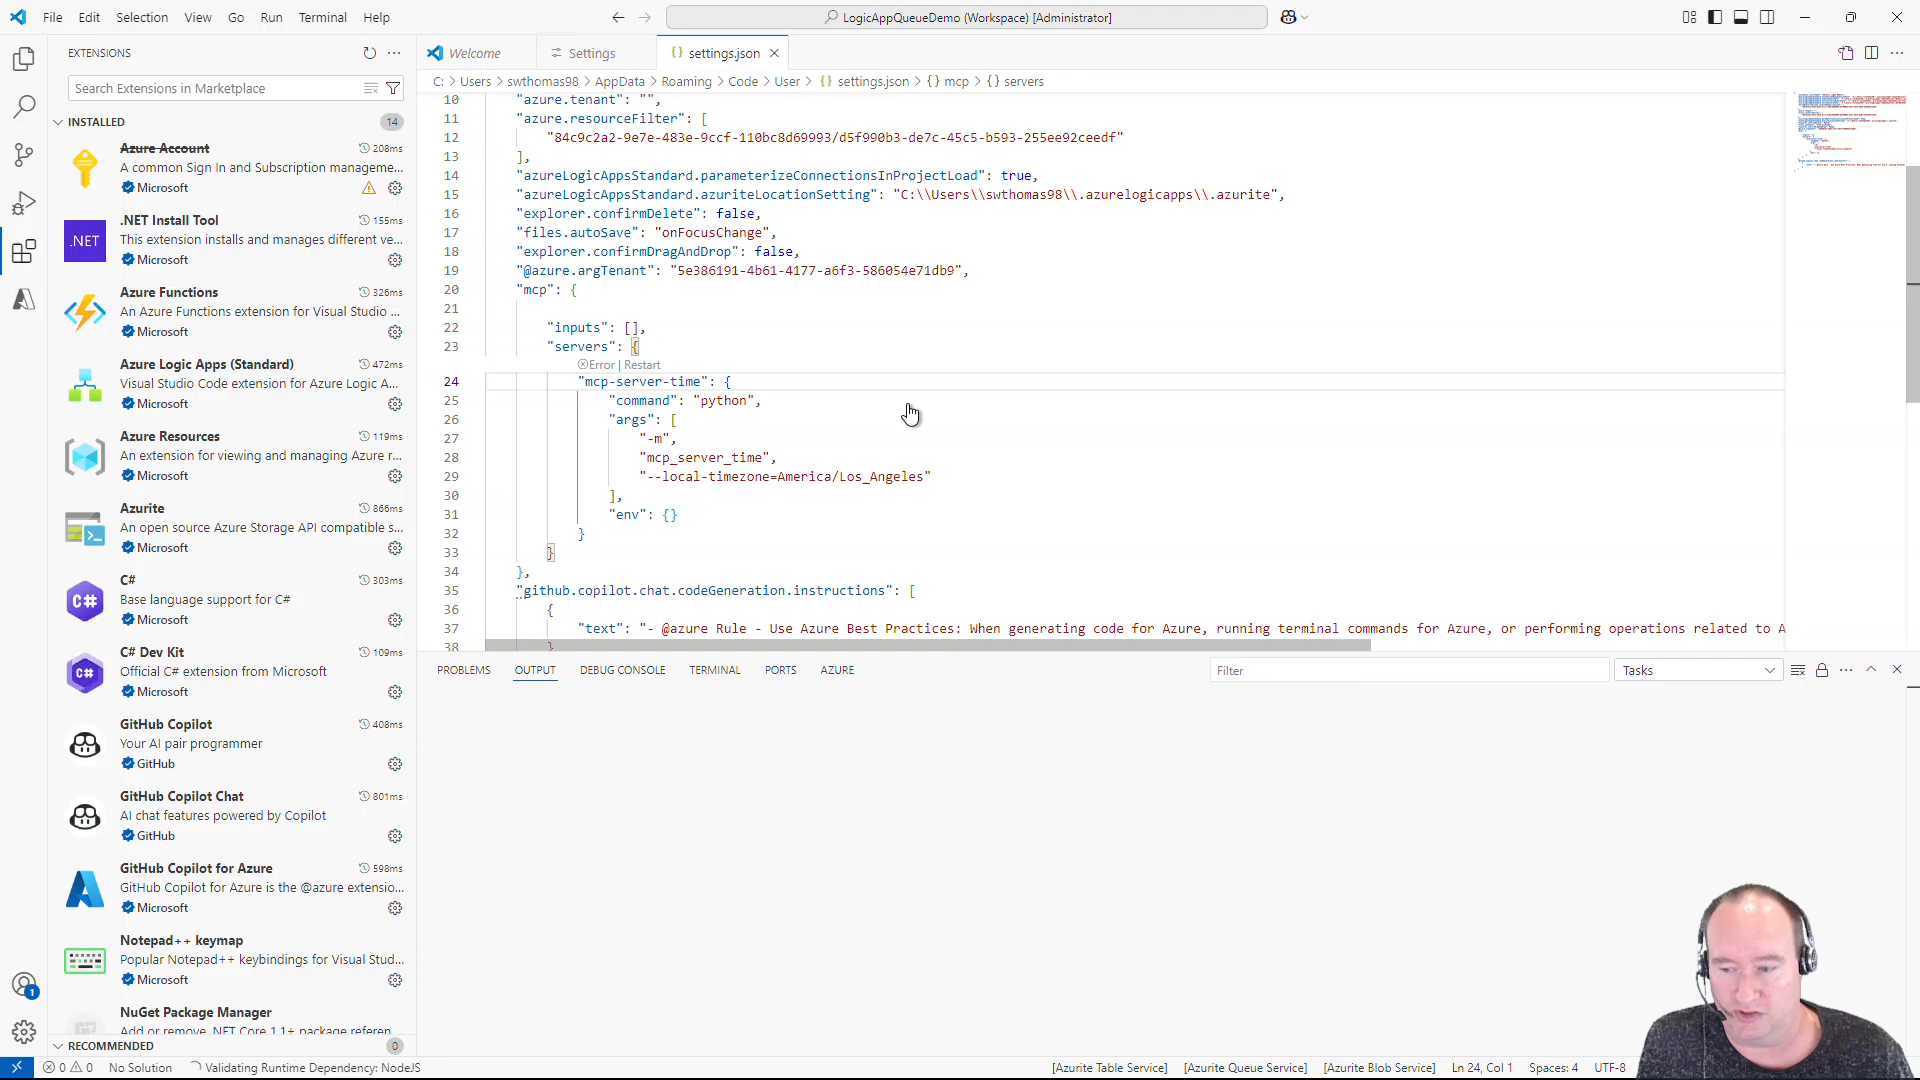 File Edit Selection View Go Run Terminal Help
LogicAppQueueDemo (Workspace) [Administrator]
EXTENSIONS
Search Extensions in Marketplace
INSTALLED
14
Azure Account
208ms
A common Sign In and Subscription manageme...
Microsoft
.NET
.NET Install Tool
155ms
This extension installs and manages different ve...
Microsoft
Azure Functions
326ms
An Azure Functions extension for Visual Studio ...
Microsoft
Azure Logic Apps (Standard)
472ms
Visual Studio Code extension for Azure Logic A...
Microsoft
Azure Resources
119ms
An extension for viewing and managing Azure r...
Microsoft
Azurite
866ms
An open source Azure Storage API compatible s...
Microsoft
C#
C#
303ms
Base language support for C#
Microsoft
C#
C# Dev Kit
109ms
Official C# extension from Microsoft
Microsoft
GitHub Copilot
408ms
Your AI pair programmer
GitHub
GitHub Copilot Chat
801ms
AI chat features powered by Copilot
GitHub
GitHub Copilot for Azure
598ms
GitHub Copilot for Azure is the @azure extensio...
Microsoft
Notepad++ keymap
Popular Notepad++ keybindings for Visual Stud...
Microsoft
NuGet Package Manager
Add or remove .NET Core 1.1+ package referen...
RECOMMENDED
0
Welcome
Settings
{} settings.json
C: > Users > swthomas98 > AppData > Roaming > Code > User > {} settings.json > {} mcp > {} servers
10 "azure.tenant": "",
11 "azure.resourceFilter": [
12 "84c9c2a2-9e7e-483e-9ccf-110bc8d69993/d5f990b3-de7c-45c5-b593-255ee92ceedf"
13 ],
14 "azureLogicAppsStandard.parameterizeConnectionsInProjectLoad": true,
15 "azureLogicAppsStandard.azuriteLocationSetting": "C:\\Users\\swthomas98\\.azurelogicapps\\.azurite",
16 "explorer.confirmDelete": false,
17 "files.autoSave": "onFocusChange",
18 "explorer.confirmDragAndDrop": false,
19 "@azure.argTenant": "5e386191-4b61-4177-a6f3-586054e71db9",
20 "mcp": {
21
22 "inputs": [],
23 "servers": {
Error | Restart
24 "mcp-server-time": {
25 "command": "python",
26 "args": [
27 "-m",
28 "mcp_server_time",
29 "--local-timezone=America/Los_Angeles"
30 ],
31 "env": {}
32 }
33 }
34 },
35 "github.copilot.chat.codeGeneration.instructions": [
36 {
37 "text": "- @azure Rule - Use Azure Best Practices: When generating code for Azure, running terminal commands for Azure, or performing operations related to A
38 }
PROBLEMS OUTPUT DEBUG CONSOLE TERMINAL PORTS AZURE
Filter
Tasks
1
0 0 No Solution Validating Runtime Dependency: NodeJS
[Azurite Table Service] [Azurite Queue Service] [Azurite Blob Service] Ln 24, Col 1 Spaces: 4 UTF-8